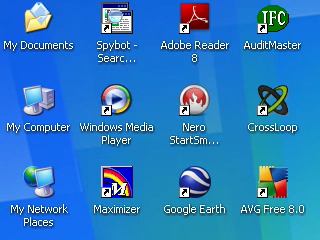 IFC
My Documents
Spybot -
Searc...
Adobe Reader
8
AuditMaster
My Computer
Windows Media
Player
Nero
StartSm...
CrossLoop
My Network
Places
Maximizer
Google Earth
AVG Free 8.0